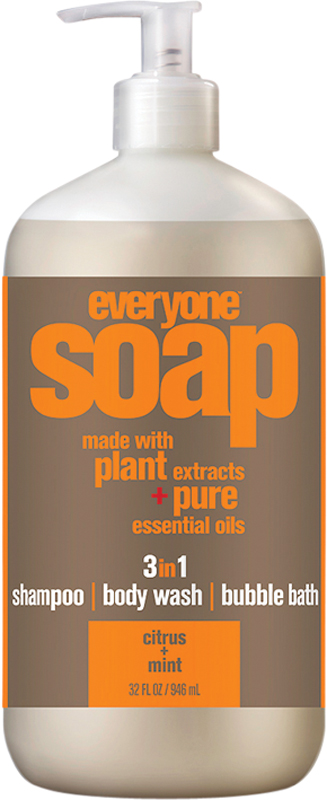 everyone™
soap
made with
plant extracts
+ pure
essential oils
3in1
shampoo | body wash | bubble bath
citrus
+
mint
32 FL OZ / 946 mL